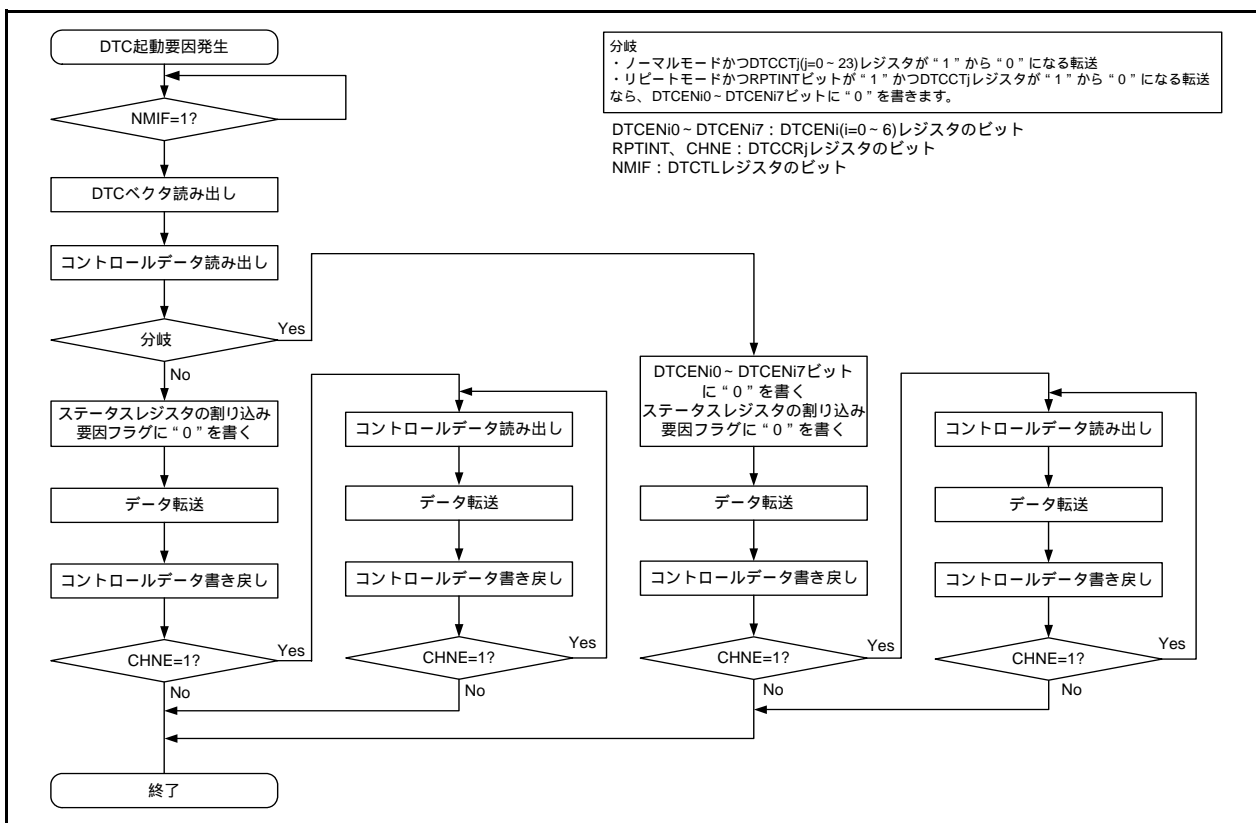 DTC起動要因発生
NMIF=1?
DTCベクタ読み出し
コントロールデータ読み出し
分岐
Yes
No
ステータスレジスタの割り込み
要因フラグに“0”を書く
データ転送
コントロールデータ書き戻し
CHNE=1?
Yes
No
コントロールデータ読み出し
データ転送
コントロールデータ書き戻し
CHNE=1?
Yes
No
DTCENi0~DTCENi7ビット
に“0”を書く
ステータスレジスタの割り込み
要因フラグに“0”を書く
データ転送
コントロールデータ書き戻し
CHNE=1?
Yes
No
コントロールデータ読み出し
データ転送
コントロールデータ書き戻し
CHNE=1?
Yes
No
終了
分岐
・ノーマルモードかつDTCCTj(j=0~23)レジスタが“1”から“0”になる転送
・リピートモードかつRPTINTビットが“1”かつDTCCTjレジスタが“1”から“0”になる転送
なら、DTCENi0~DTCENi7ビットに“0”を書きます。
DTCENi0~DTCENi7:DTCENi(i=0~6)レジスタのビット
RPTINT、CHNE:DTCCRjレジスタのビット
NMIF:DTCTLレジスタのビット